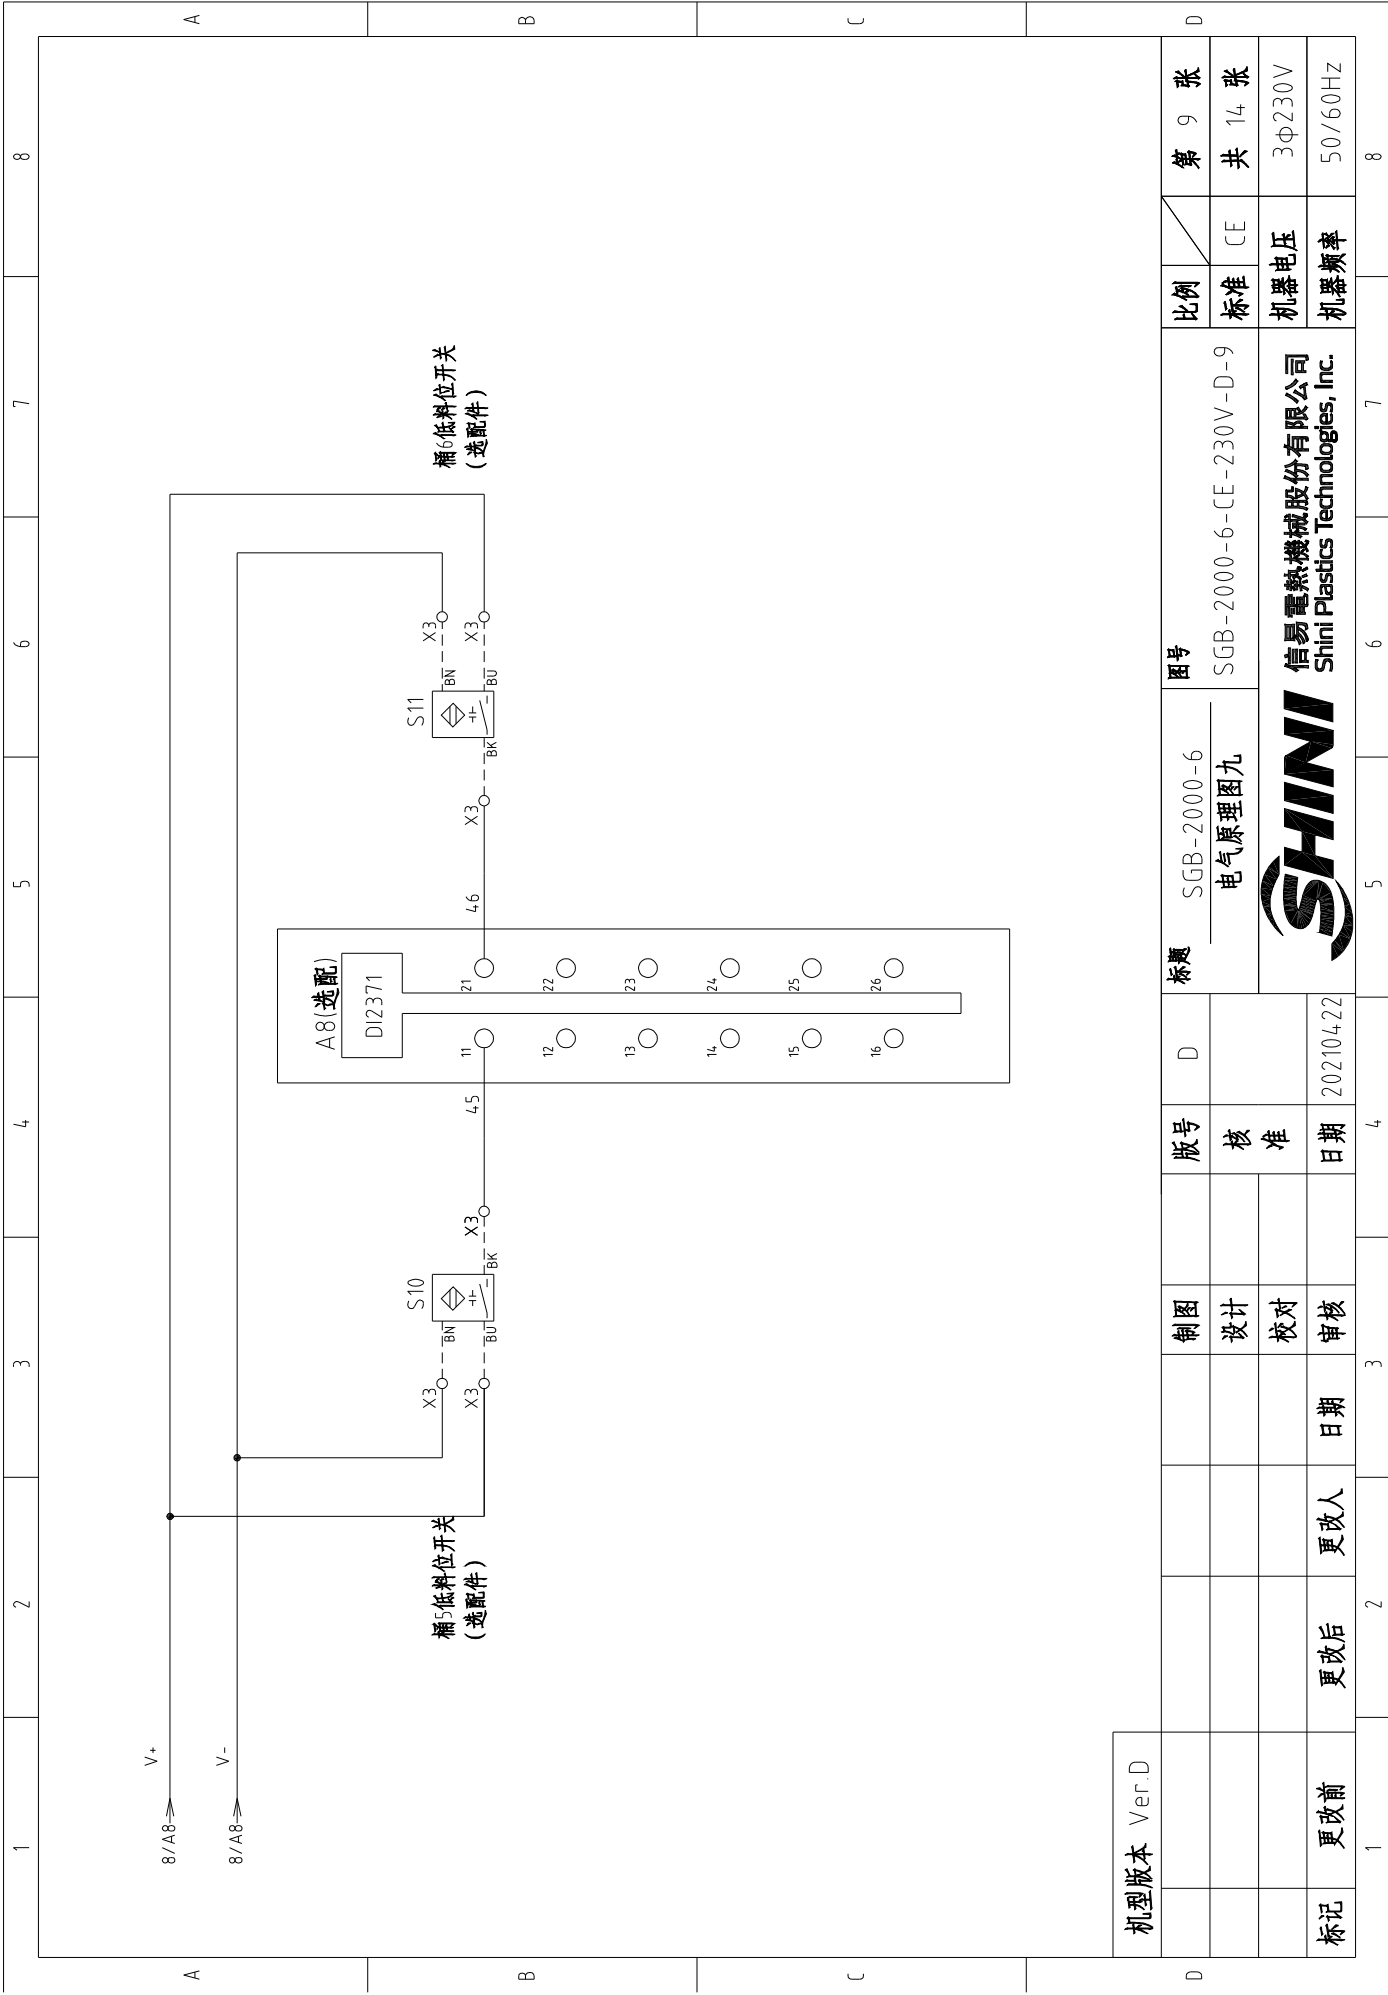 1 2 3 4 5 6 7 8
A
B
C
D
8/A8
V+
8/A8
V-
桶5低料位开关
(选配件)
桶6低料位开关
(选配件)
A8(选配)
DI2371
S10
X3 BN
X3 BU
BK X3
45
11 21
12 22
13 23
14 24
15 25
16 26
46
S11
X3 BK
BN X3
BU X3
机型版本 Ver.D
标记 更改前 更改后 更改人 日期
制图
设计
校对
审核
版号 D
核
准
日期 20210422
标题
SGB-2000-6
电气原理图九
图号
SGB-2000-6-CE-230V-D-9
SHINI
信易電熱機械股份有限公司
Shini Plastics Technologies, Inc.
比例 第 9 张
标准 CE 共 14 张
机器电压 3φ230V
机器频率 50/60Hz
A
B
C
D
1 2 3 4 5 6 7 8